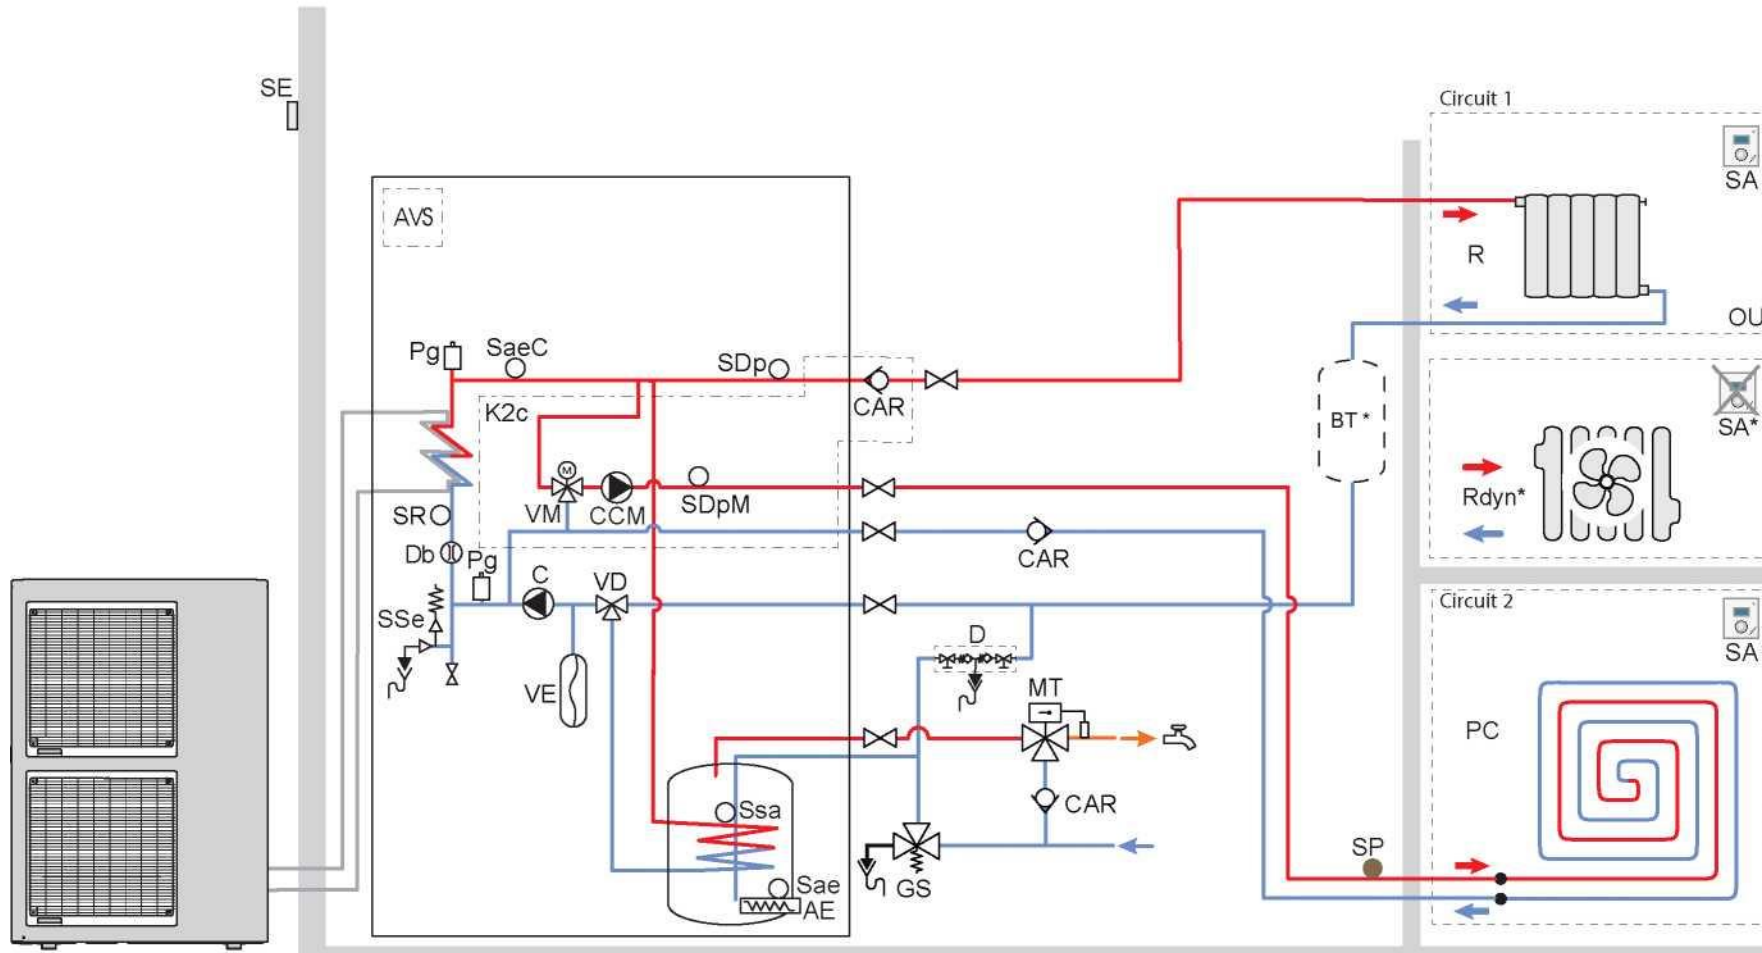 SE
Circuit 1
SA
AVS
R
OU
Pg
SaeC
SDp
CAR
K2c
BT *
SA*
Rdyn*
M
SR
VM
CCM
SDpM
Db
Pg
C
VD
CAR
SSe
Circuit 2
SA
D
VE
MT
PC
Ssa
CAR
SP
Sae
AE
GS